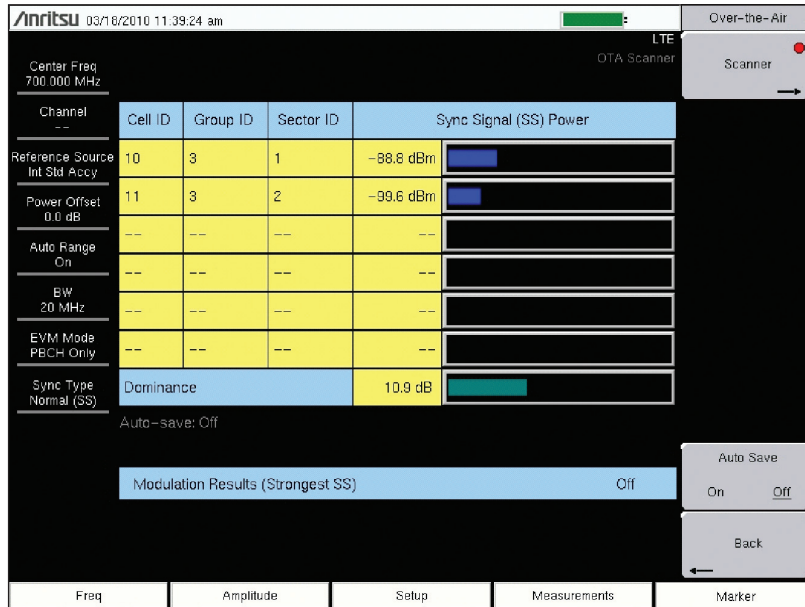 Anritsu 03/18/2010 11:39:24 am
Over-the-Air
LTE
OTA Scanner
Scanner
Center Freq
700.000 MHz
Channel
--
Reference Source
Int Std Accy
Power Offset
0.0 dB
Auto Range
On
BW
20 MHz
EVM Mode
PBCH Only
Sync Type
Normal (SS)
Cell ID Group ID Sector ID Sync Signal (SS) Power
10 3 1 -88.8 dBm
11 3 2 -99.6 dBm
-- -- -- --
-- -- -- --
-- -- -- --
-- -- -- --
Dominance 10.9 dB
Auto-save: Off
Modulation Results (Strongest SS) Off
Auto Save
On Off
Back
Freq Amplitude Setup Measurements Marker